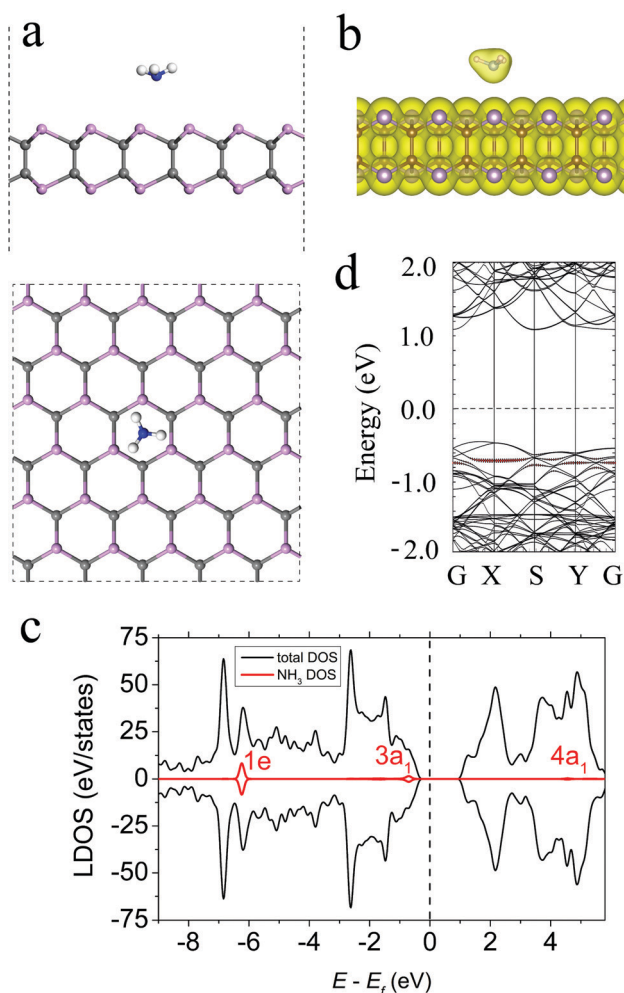 a
b
d
2.0
1.0
0.0
-1.0
-2.0
Energy (eV)
G X S Y G
c
75
50
25
0
-25
-50
-75
LDOS (eV/states)
total DOS
NH₃ DOS
1e
3a₁
4a₁
-8 -6 -4 -2 0 2 4
E - E_f (eV)